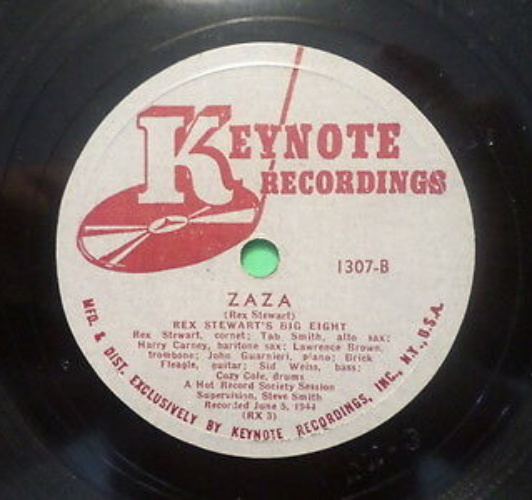 KEYNOTE
RECORDINGS
1307-B
ZAZA
(Rex Stewart)
REX STEWART'S BIG EIGHT
Rex Stewart, cornet; Tab Smith, alto sax;
Harry Carney, baritone sax; Lawrence Brown,
trombone; John Guarnieri, piano; Brick
Fleagle, guitar; Sid Weiss, bass;
Cozy Cole, drums
A Hot Record Society Session
Supervision, Steve Smith
Recorded June 5, 1944
(RX 3)
MFD. & DIST. EXCLUSIVELY BY KEYNOTE RECORDINGS, INC., N.Y., U.S.A.